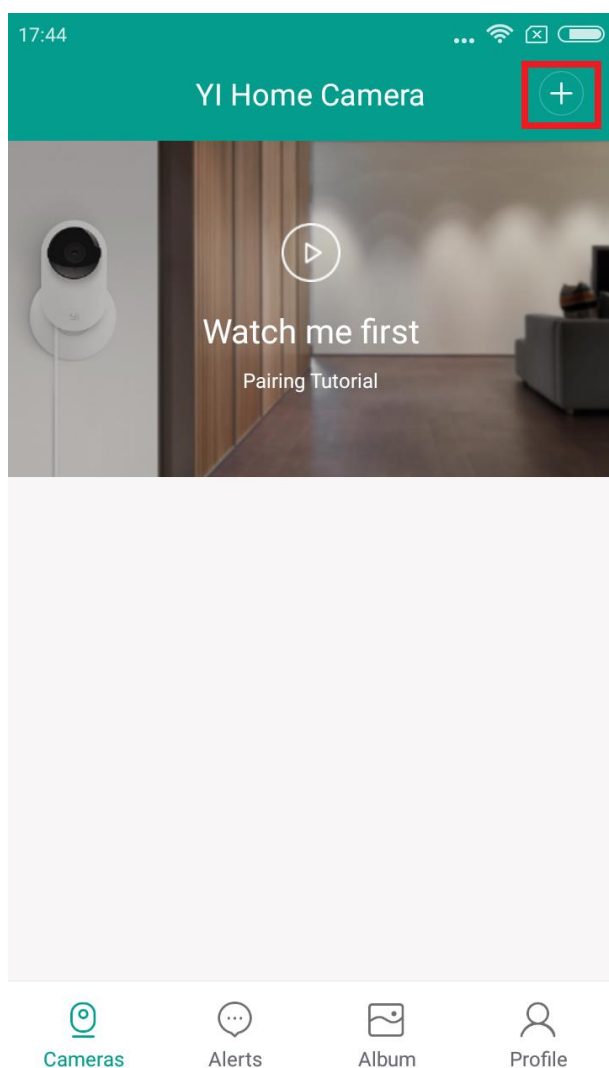 17:44
YI Home Camera
Watch me first
Pairing Tutorial
Cameras
Alerts
Album
Profile